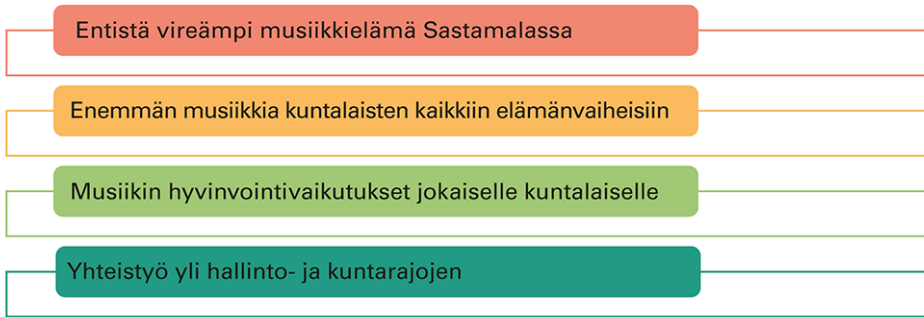 Entistä vireämpi musiikkielämä Sastamalassa
Enemmän musiikkia kuntalaisten kaikkiin elämänvaiheisiin
Musiikin hyvinvointivaikutukset jokaiselle kuntalaiselle
Yhteistyö yli hallinto- ja kuntarajojen